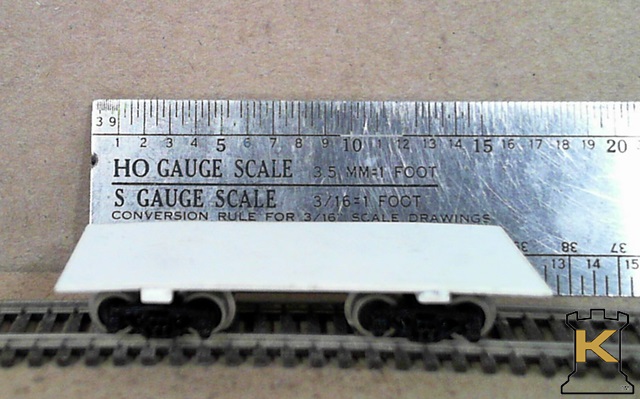 39
1 2 3 4 5 6 7 8 9 10 11 12 13 14 15 16 17 18 19 20
HO GAUGE SCALE 3.5 MM=1 FOOT
S GAUGE SCALE 3/16=1 FOOT
CONVERSION RULE FOR 3/16" SCALE DRAWINGS
39 38 37
13 14 15
K